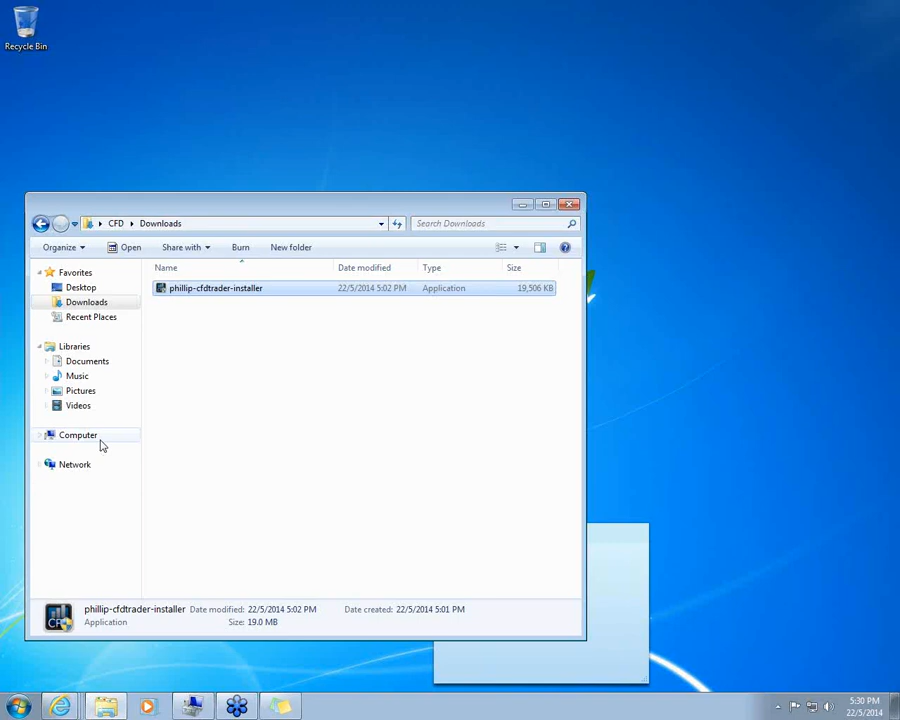 Recycle Bin
CFD
Downloads
Search Downloads
Organize
Open
Share with
Burn
New folder
Favorites
Desktop
Downloads
Recent Places
Libraries
Documents
Music
Pictures
Videos
Computer
Network
Name
Date modified
Type
Size
phillip-cfdtrader-installer
22/5/2014 5:02 PM
Application
19,506 KB
phillip-cfdtrader-installer Date modified: 22/5/2014 5:02 PM Date created: 22/5/2014 5:01 PM
Application Size: 19.0 MB
5:30 PM
22/5/2014